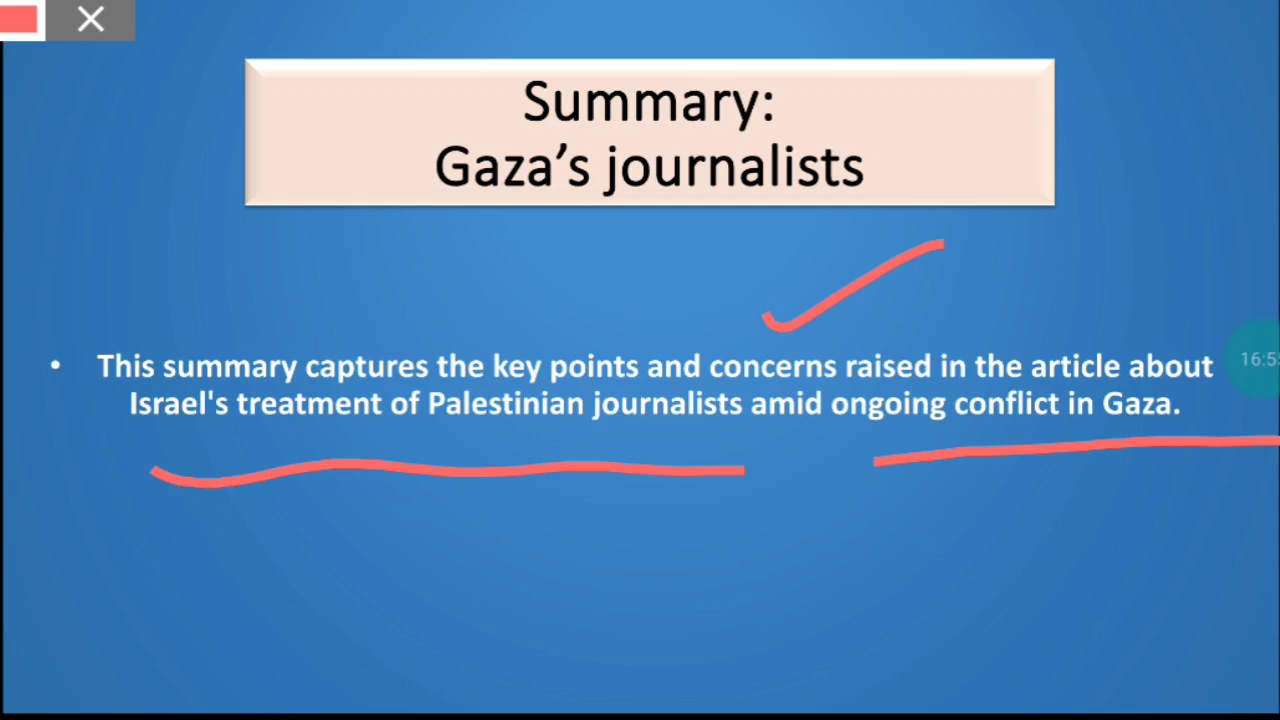 Summary:
Gaza’s journalists
• This summary captures the key points and concerns raised in the article about
Israel's treatment of Palestinian journalists amid ongoing conflict in Gaza.